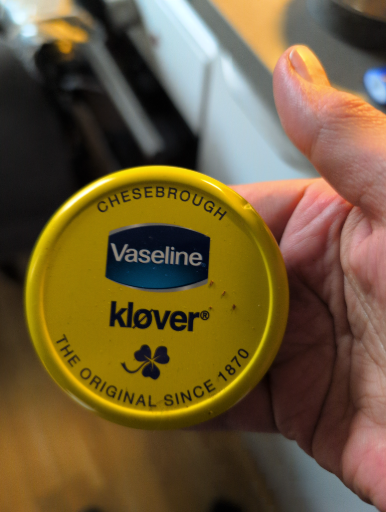 CHESEBROUGH
Vaseline
kløver®
THE ORIGINAL SINCE 1870